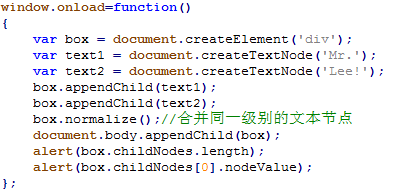 window.onload=function()
{
    var box = document.createElement('div');
    var text1 = document.createTextNode('Mr.');
    var text2 = document.createTextNode('Lee!');
    box.appendChild(text1);
    box.appendChild(text2);
    box.normalize();//合并同一级别的文本节点
    document.body.appendChild(box);
    alert(box.childNodes.length);
    alert(box.childNodes[0].nodeValue);
};